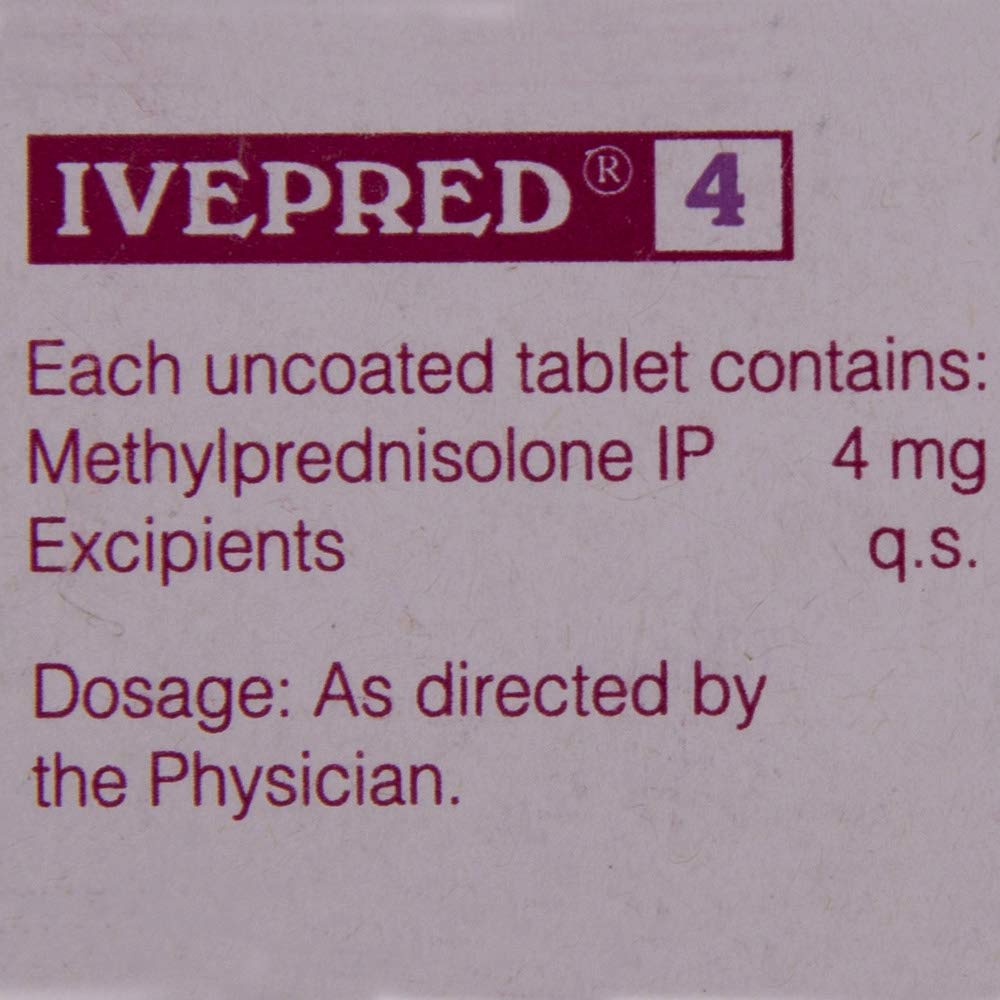 IVEPRED® 4
Each uncoated tablet contains:
Methylprednisolone IP 4 mg
Excipients q.s.
Dosage: As directed by
the Physician.